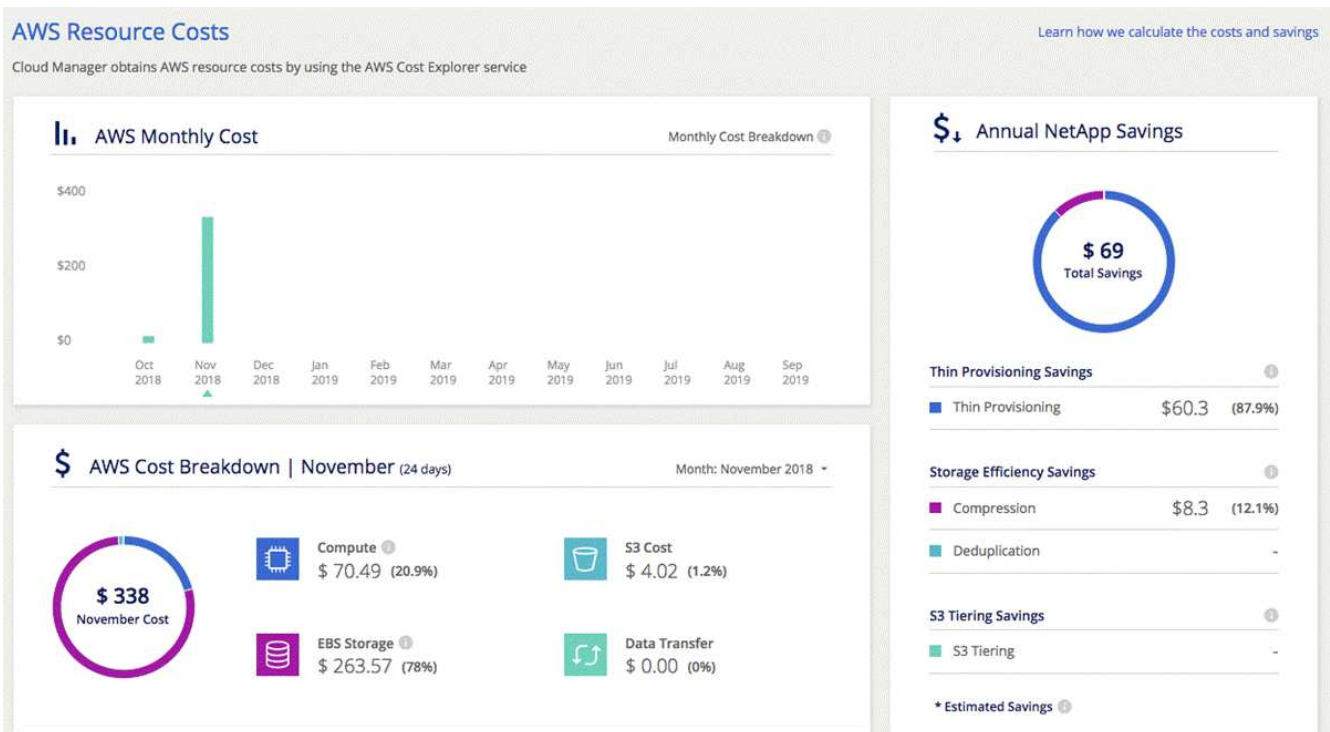 AWS Resource Costs
Learn how we calculate the costs and savings
Cloud Manager obtains AWS resource costs by using the AWS Cost Explorer service
AWS Monthly Cost
Monthly Cost Breakdown
$400
$200
$0
Oct Nov Dec Jan Feb Mar Apr May Jun Jul Aug Sep
2018 2018 2018 2019 2019 2019 2019 2019 2019 2019 2019 2019
$ AWS Cost Breakdown | November (24 days)
Month: November 2018
$ 338
November Cost
Compute
$ 70.49 (20.9%)
S3 Cost
$ 4.02 (1.2%)
EBS Storage
$ 263.57 (78%)
Data Transfer
$ 0.00 (0%)
$ Annual NetApp Savings
$ 69
Total Savings
Thin Provisioning Savings
Thin Provisioning $60.3 (87.9%)
Storage Efficiency Savings
Compression $8.3 (12.1%)
Deduplication -
S3 Tiering Savings
S3 Tiering -
* Estimated Savings